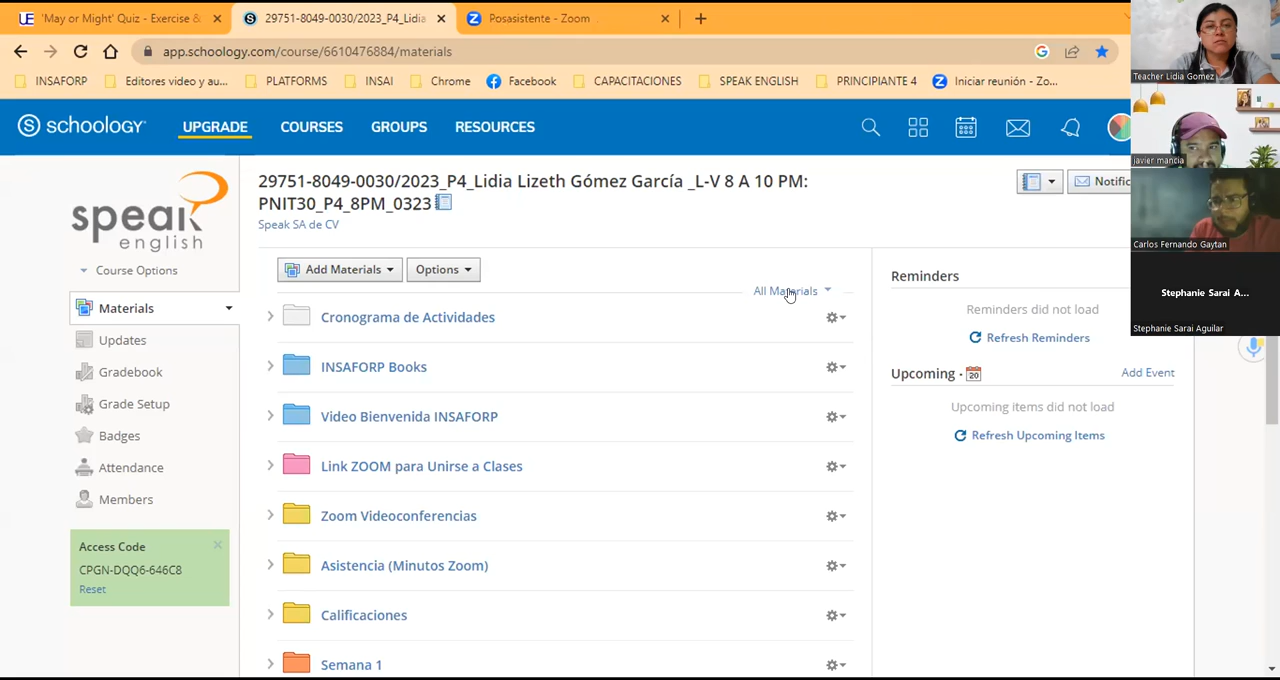 'May or Might' Quiz - Exercise &
29751-8049-0030/2023_P4_Lidia
Posasistente - Zoom
app.schoology.com/course/6610476884/materials
INSAFORP
Editores video y au...
PLATFORMS
INSAI
Chrome
Facebook
CAPACITACIONES
SPEAK ENGLISH
PRINCIPIANTE 4
Iniciar reunión - Zo...
Teacher Lidia Gomez
javier mancia
Carlos Fernando Gaytan
Stephanie Sarai A...
Stephanie Sarai Aguilar
S schoology
UPGRADE
COURSES
GROUPS
RESOURCES
speak
english
Course Options
Materials
Updates
Gradebook
Grade Setup
Badges
Attendance
Members
Access Code
CPGN-DQQ6-646C8
Reset
29751-8049-0030/2023_P4_Lidia Lizeth Gómez García _L-V 8 A 10 PM:
PNIT30_P4_8PM_0323
Speak SA de CV
Notific
Add Materials
Options
All Materials
Cronograma de Actividades
INSAFORP Books
Video Bienvenida INSAFORP
Link ZOOM para Unirse a Clases
Zoom Videoconferencias
Asistencia (Minutos Zoom)
Calificaciones
Semana 1
Reminders
Reminders did not load
Refresh Reminders
Upcoming · 20
Add Event
Upcoming items did not load
Refresh Upcoming Items